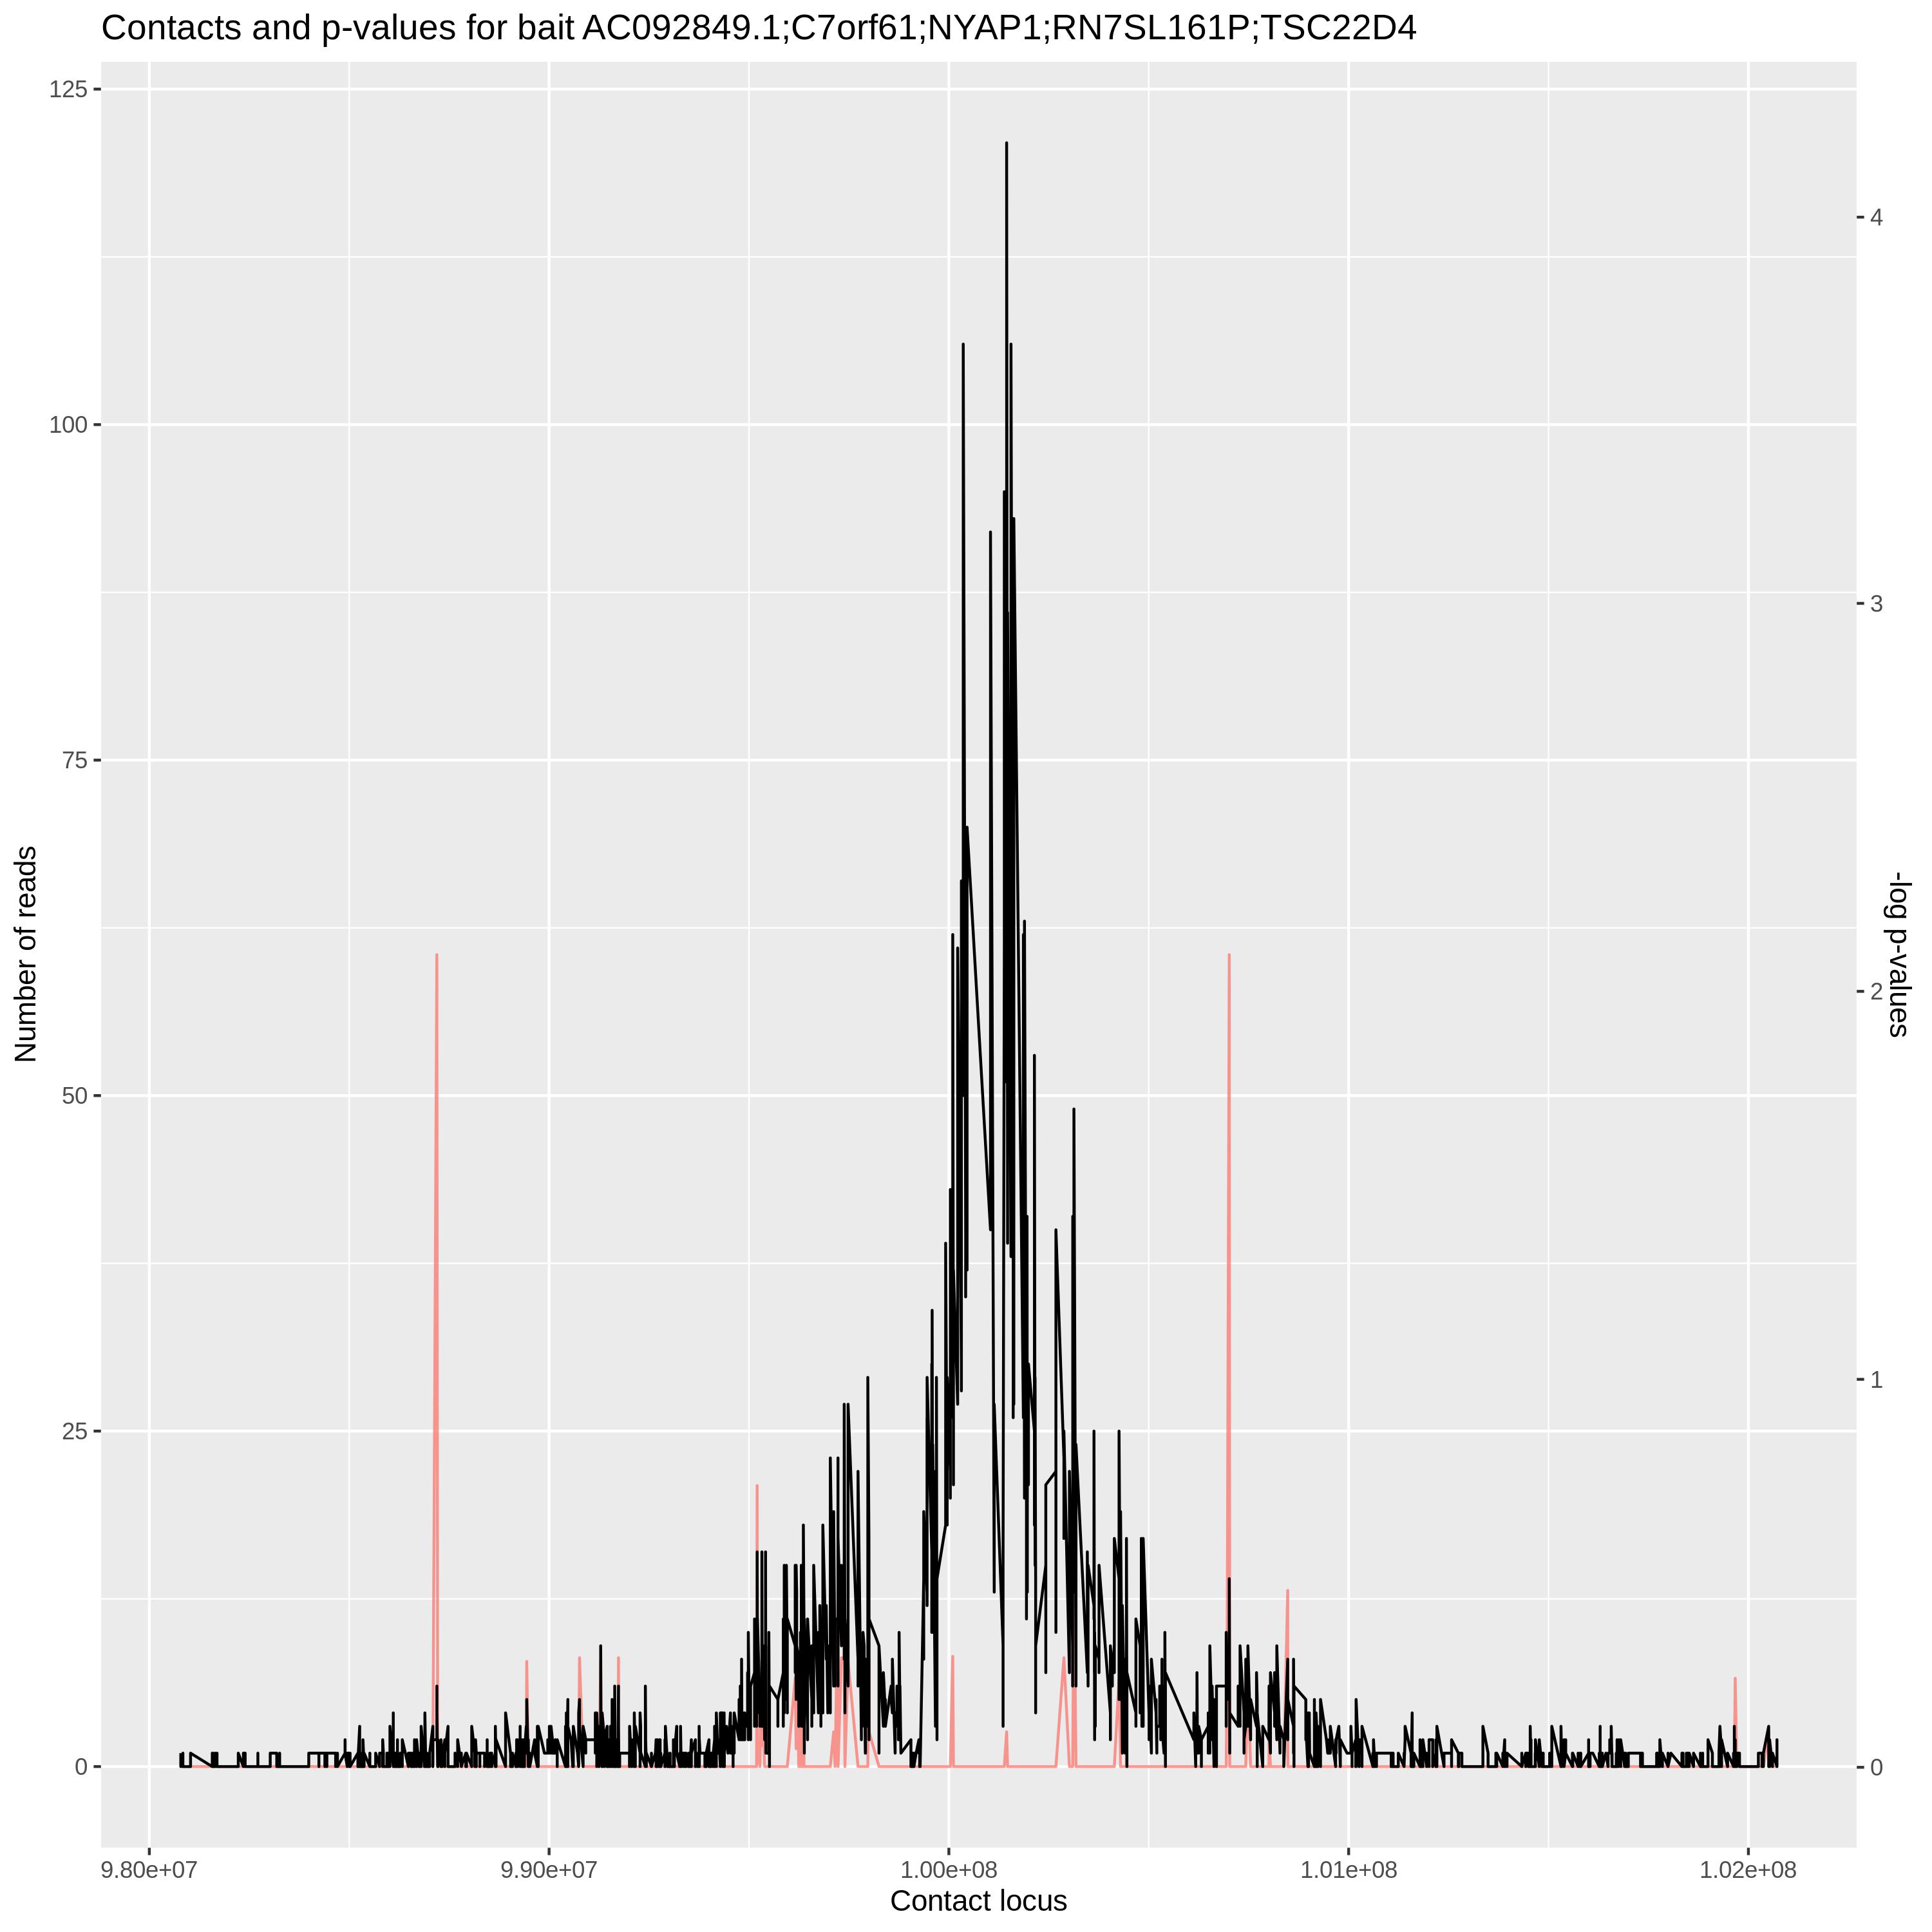 Contacts and p-values for bait AC092849.1;C7orf61;NYAP1;RN7SL161P;TSC22D4
125
100
75
50
25
0
Number of reads
4
3
2
1
0
-log p-values
9.80e+07
9.90e+07
1.00e+08
1.01e+08
1.02e+08
Contact locus